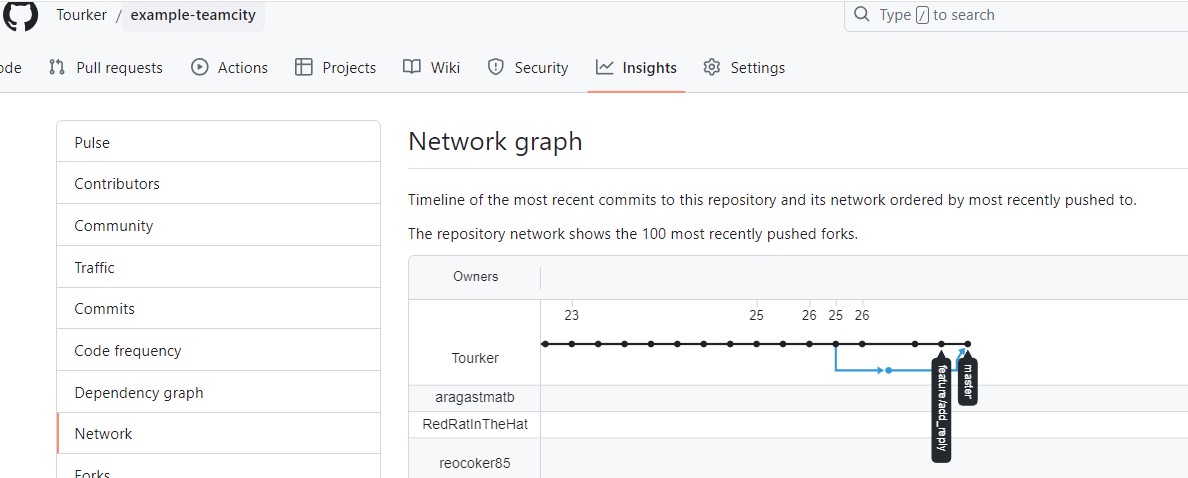 Tourker / example-teamcity
Type / to search
ode Pull requests Actions Projects Wiki Security Insights Settings
Pulse
Contributors
Community
Traffic
Commits
Code frequency
Dependency graph
Network
Forks
Network graph
Timeline of the most recent commits to this repository and its network ordered by most recently pushed to.
The repository network shows the 100 most recently pushed forks.
Owners
23 25 26 25 26
Tourker
aragastmatb
RedRatInTheHat
reocoker85
feature/add_reply
master